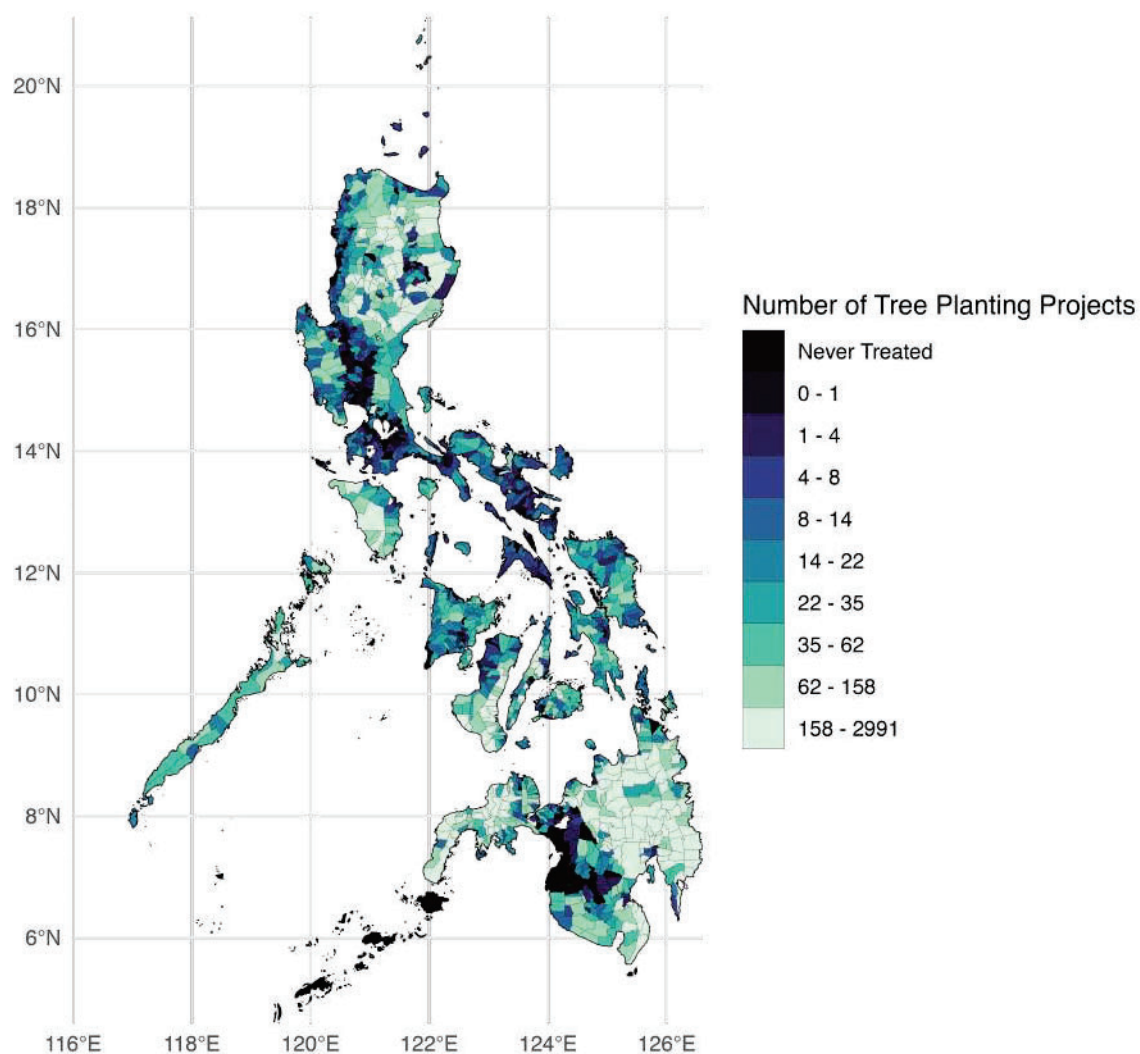 20°N
18°N
16°N
14°N
12°N
10°N
8°N
6°N
116°E
118°E
120°E
122°E
124°E
126°E
Number of Tree Planting Projects
Never Treated
0 - 1
1 - 4
4 - 8
8 - 14
14 - 22
22 - 35
35 - 62
62 - 158
158 - 2991